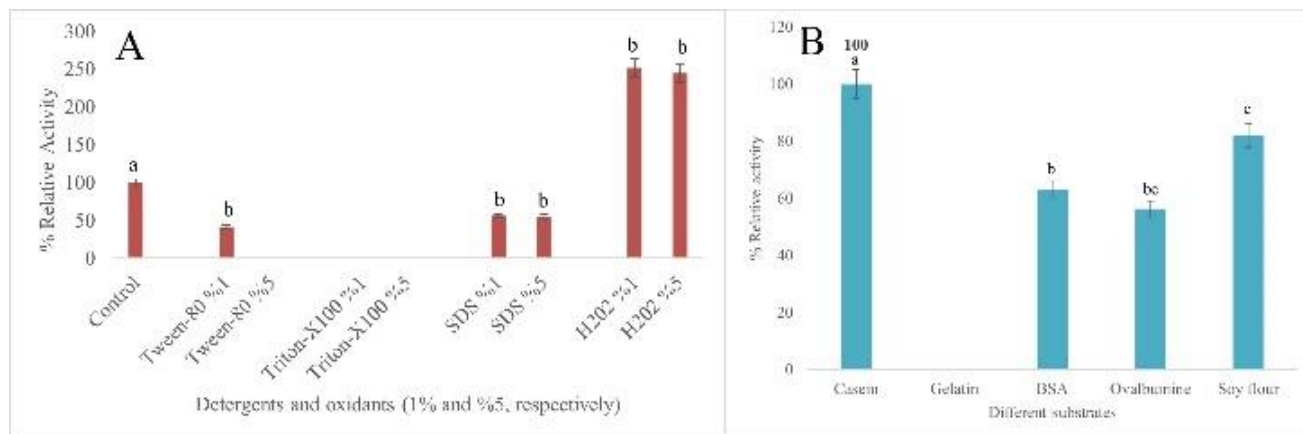 A
% Relative Activity
300
250
200
150
100
50
0
a
b
b
b
b
b
Control
Tween-80 %1
Tween-80 %5
Triton-X100 %1
Triton-X100 %5
SDS %1
SDS %5
H202 %1
H202 %5
Detergents and oxidants (1% and %5, respectively)
B
% Relative activity
120
100
80
60
40
20
0
100
a
b
bc
c
Casein
Gelatin
BSA
Ovalbumine
Soy flour
Different substrates